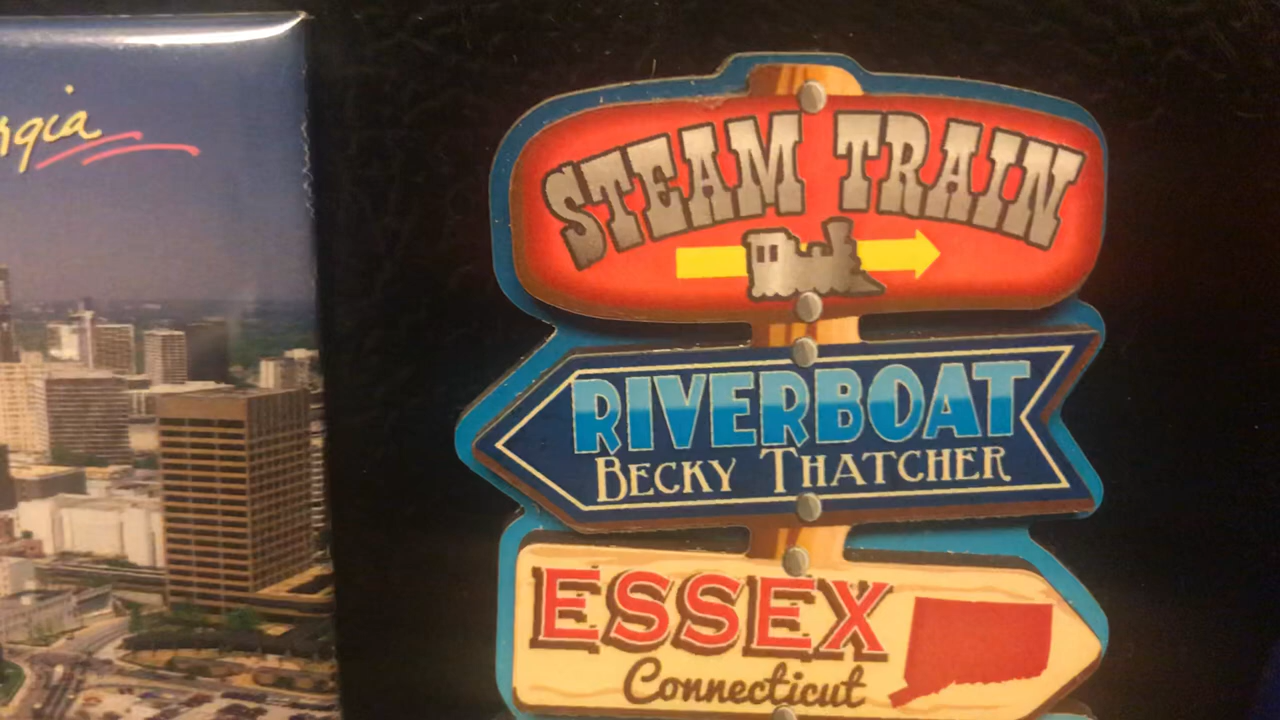 rgia
STEAM TRAIN
RIVERBOAT
BECKY THATCHER
ESSEX
Connecticut